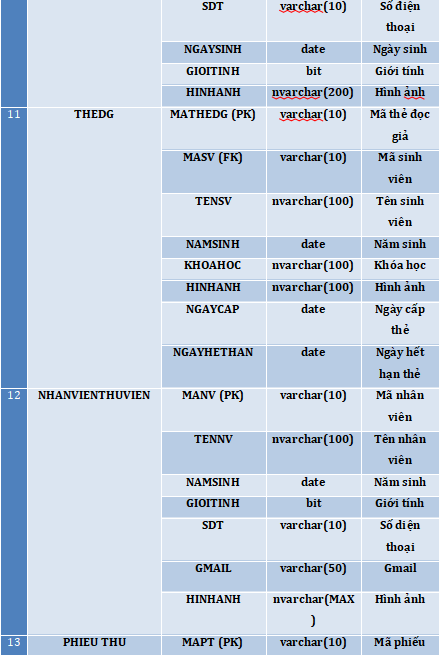 SDT varchar(10) Số điện
thoại
NGAYSINH date Ngày sinh
GIOITINH bit Giới tính
HINHANH nvarchar(200) Hình ảnh
11 THEDG MATHEDG (PK) varchar(10) Mã thẻ đọc
giả
MASV (FK) varchar(10) Mã sinh
viên
TENSV nvarchar(100) Tên sinh
viên
NAMSINH date Năm sinh
KHOAHOC nvarchar(100) Khóa học
HINHANH nvarchar(100) Hình ảnh
NGAYCAP date Ngày cấp
thẻ
NGAYHETHAN date Ngày hết
hạn thẻ
12 NHANVIENTHUVIEN MANV (PK) varchar(10) Mã nhân
viên
TENNV nvarchar(100) Tên nhân
viên
NAMSINH date Năm sinh
GIOITINH bit Giới tính
SDT varchar(10) Số điện
thoại
GMAIL varchar(50) Gmail
HINHANH nvarchar(MAX Hình ảnh
)
13 PHIEU THU MAPT (PK) varchar(10) Mã phiếu